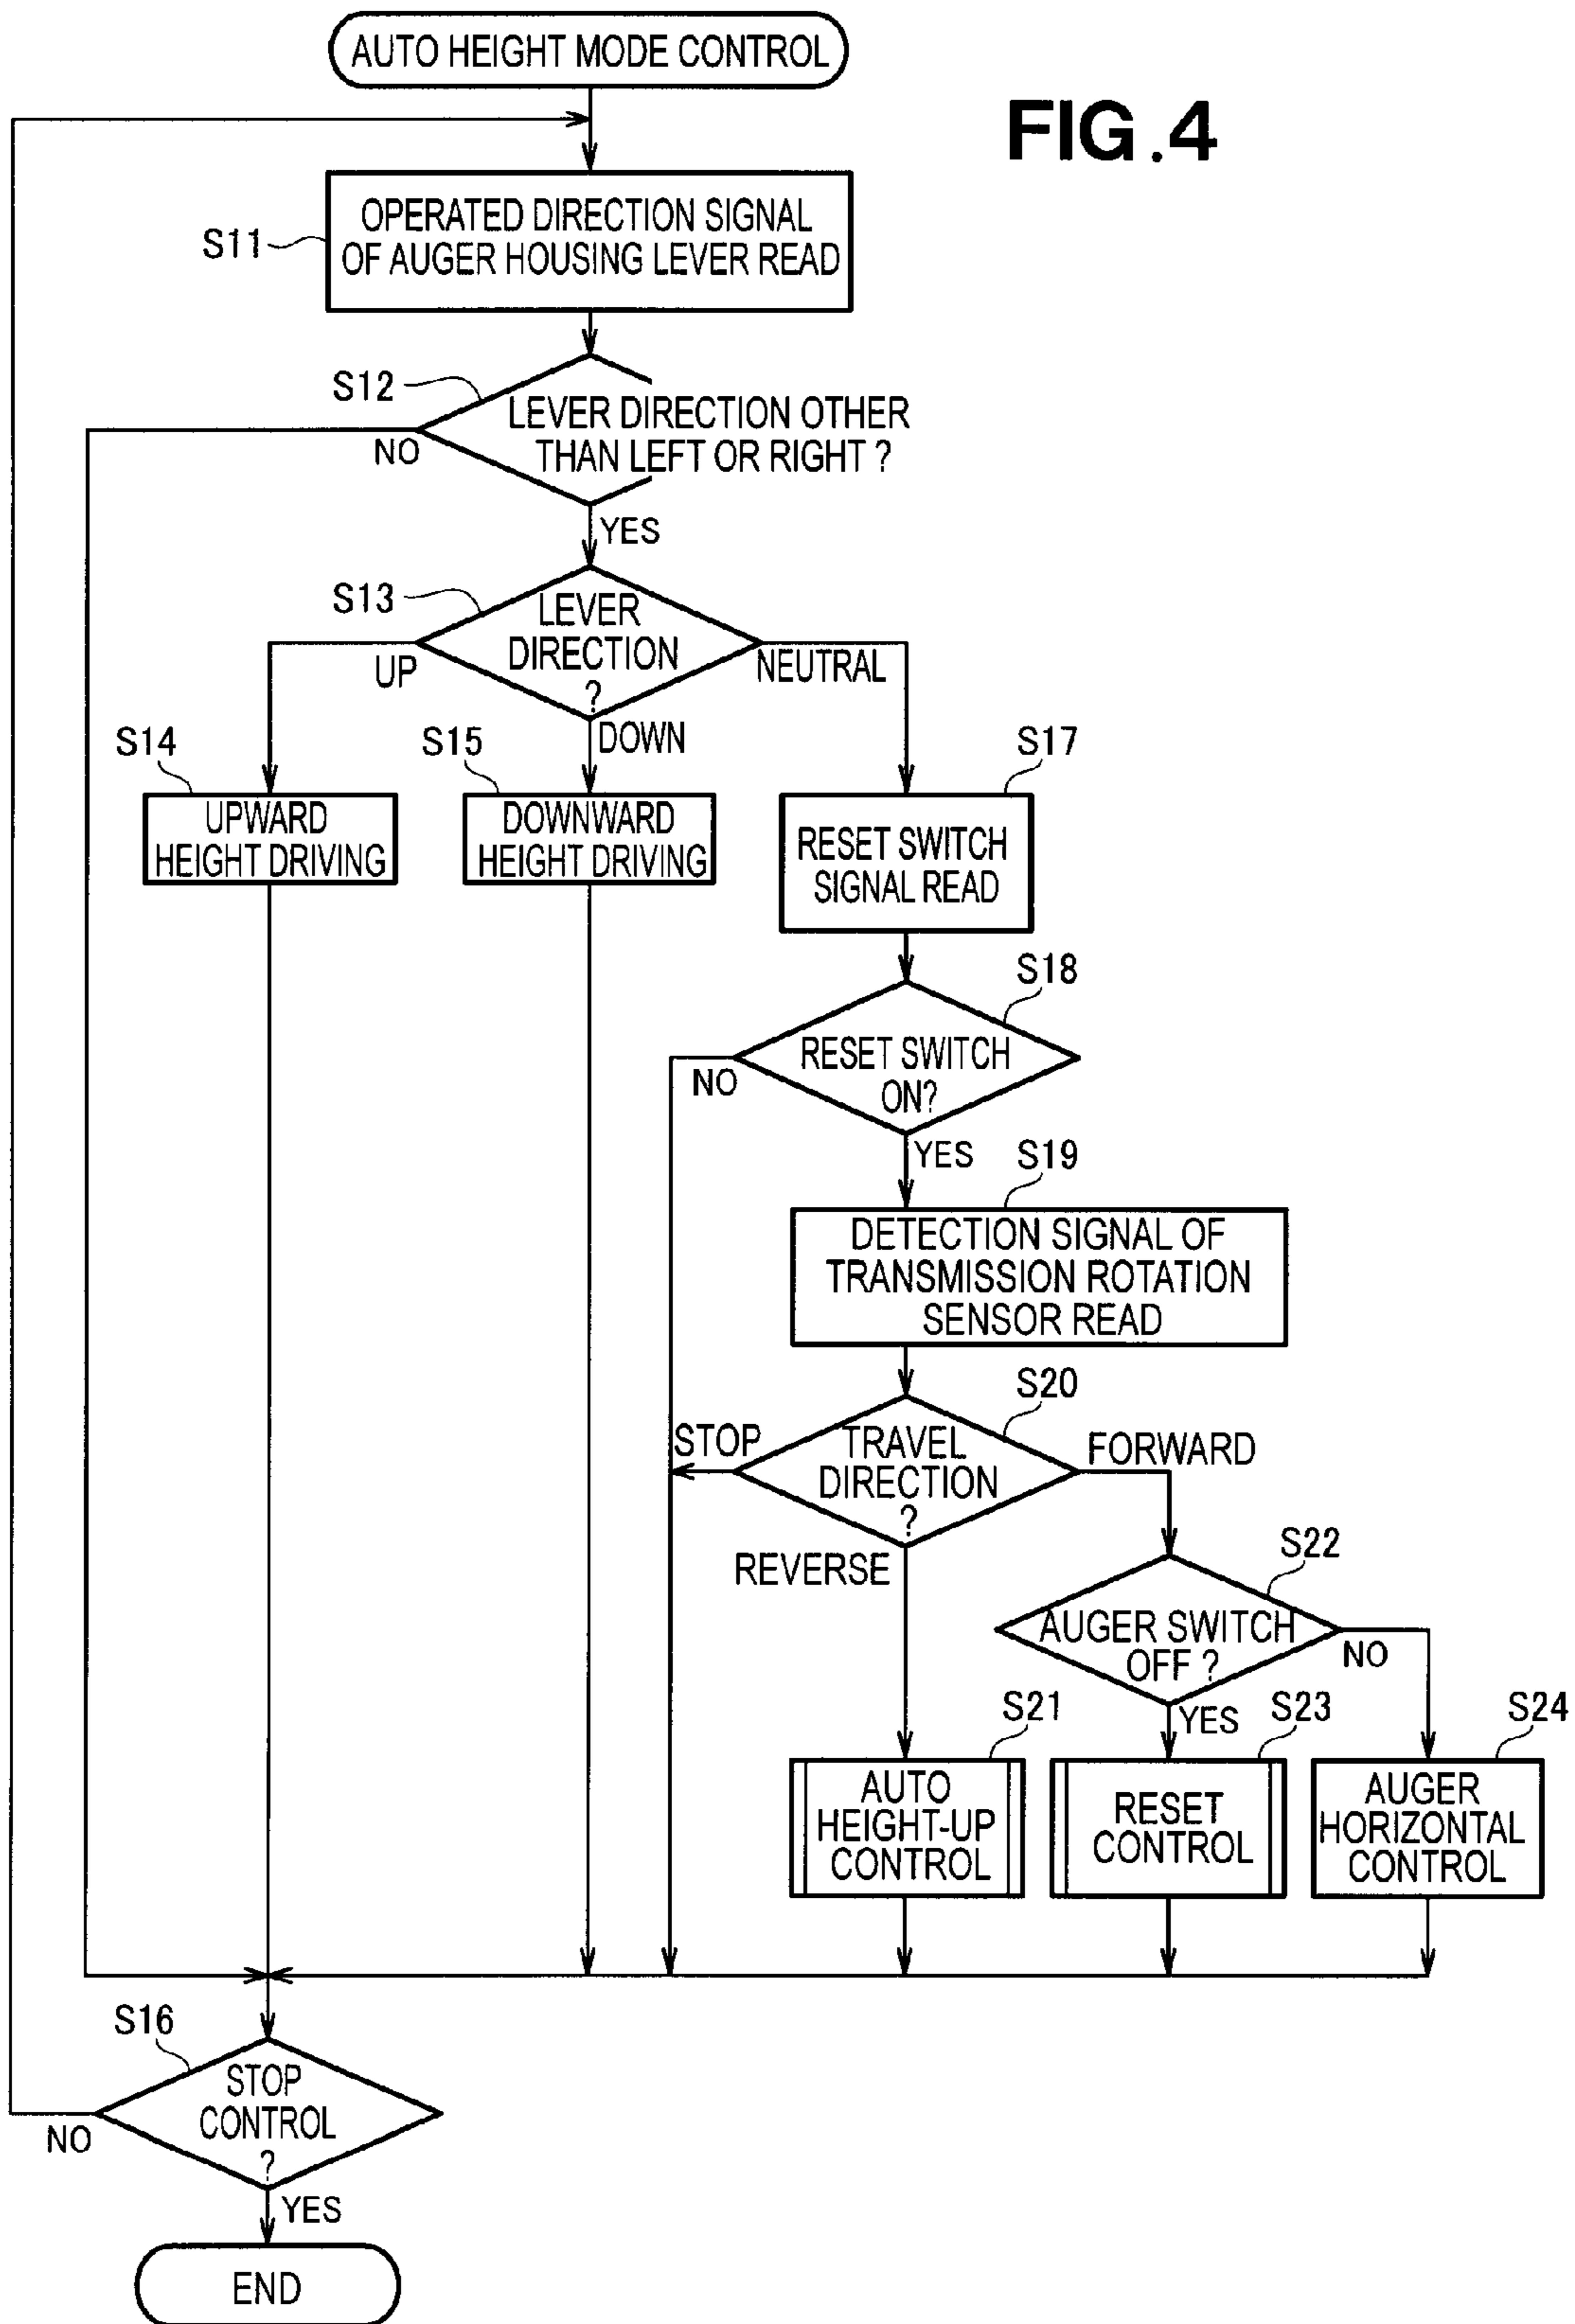 AUTO HEIGHT MODE CONTROL
FIG.4
S11
OPERATED DIRECTION SIGNAL
OF AUGER HOUSING LEVER READ
S12
LEVER DIRECTION OTHER
THAN LEFT OR RIGHT ?
NO
YES
S13
LEVER
DIRECTION
?
UP
NEUTRAL
DOWN
S14
UPWARD
HEIGHT DRIVING
S15
DOWNWARD
HEIGHT DRIVING
S17
RESET SWITCH
SIGNAL READ
S18
RESET SWITCH
ON?
NO
YES
S19
DETECTION SIGNAL OF
TRANSMISSION ROTATION
SENSOR READ
S20
TRAVEL
DIRECTION
?
STOP
FORWARD
REVERSE
S22
AUGER SWITCH
OFF ?
NO
YES
S21
AUTO
HEIGHT-UP
CONTROL
S23
RESET
CONTROL
S24
AUGER
HORIZONTAL
CONTROL
S16
STOP
CONTROL
?
NO
YES
END